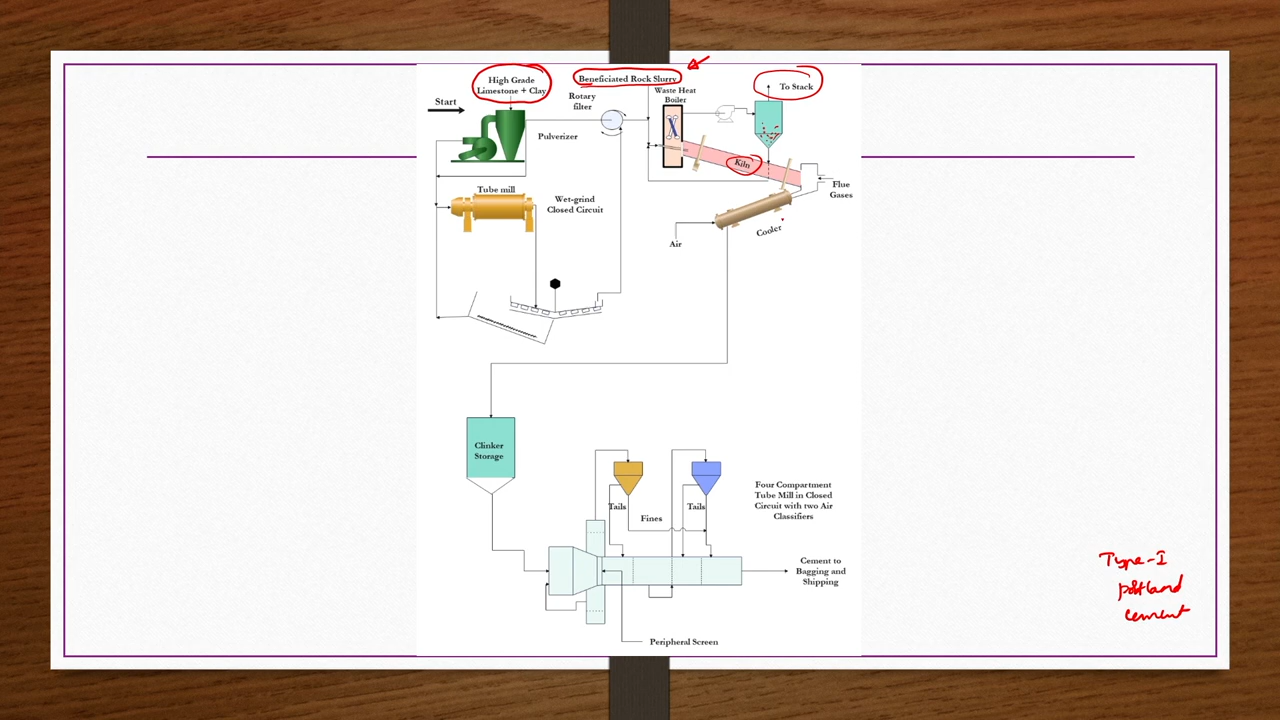 High Grade
Limestone + Clay
Beneficiated Rock Slurry
To Stack
Start
Rotary
filter
Waste Heat
Boiler
Pulverizer
Kiln
Tube mill
Wet-grind
Closed Circuit
Flue
Gases
Air
Cooler
Clinker
Storage
Tails
Fines
Tails
Four Compartment
Tube Mill in Closed
Circuit with two Air
Classifiers
Cement to
Bagging and
Shipping
Peripheral Screen
Type-I
portland
cement